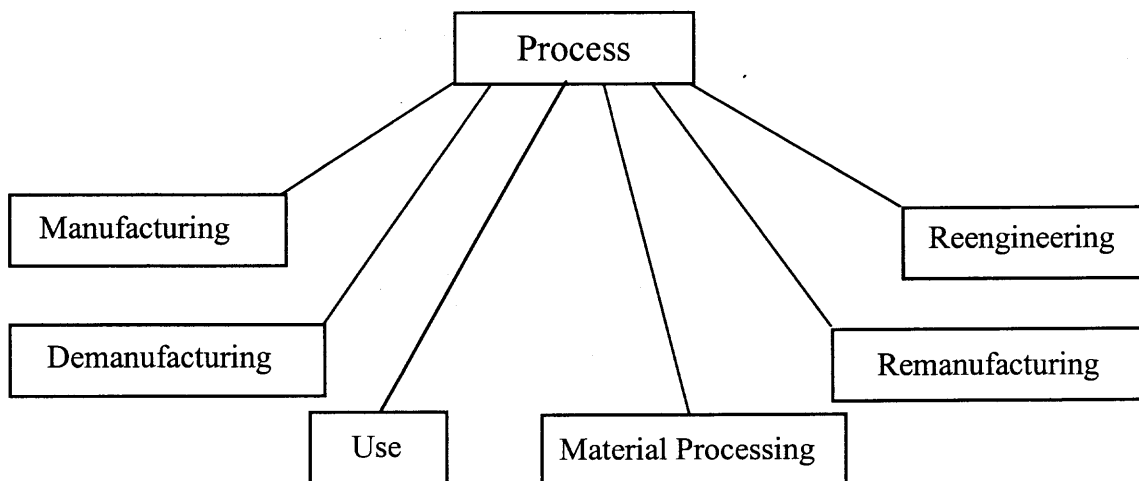 Process
Manufacturing
Reengineering
Demanufacturing
Remanufacturing
Use
Material Processing